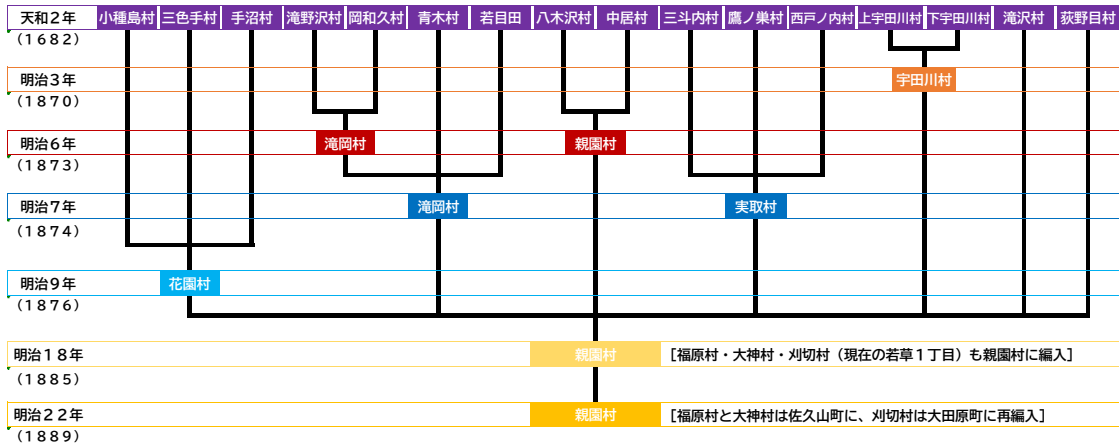 天和2年 小種島村 三色手村 手沼村 滝野沢村 岡和久村 青木村 若目田 八木沢村 中居村 三斗内村 鷹ノ巣村 西戸ノ内村 上宇田川村 下宇田川村 滝沢村 荻野目村
(1682)
明治3年 宇田川村
(1870)
明治6年 滝岡村 親園村
(1873)
明治7年 滝岡村 実取村
(1874)
明治9年 花園村
(1876)
明治18年 親園村 [福原村・大神村・刈切村(現在の若草1丁目)も親園村に編入]
(1885)
明治22年 親園村 [福原村と大神村は佐久山町に、刈切村は大田原町に再編入]
(1889)